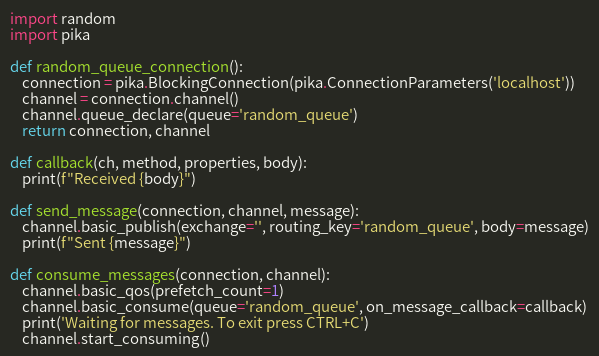 import random
import pika

def random_queue_connection():
    connection = pika.BlockingConnection(pika.ConnectionParameters('localhost'))
    channel = connection.channel()
    channel.queue_declare(queue='random_queue')
    return connection, channel

def callback(ch, method, properties, body):
    print(f"Received {body}")

def send_message(connection, channel, message):
    channel.basic_publish(exchange='', routing_key='random_queue', body=message)
    print(f"Sent {message}")

def consume_messages(connection, channel):
    channel.basic_qos(prefetch_count=1)
    channel.basic_consume(queue='random_queue', on_message_callback=callback)
    print('Waiting for messages. To exit press CTRL+C')
    channel.start_consuming()